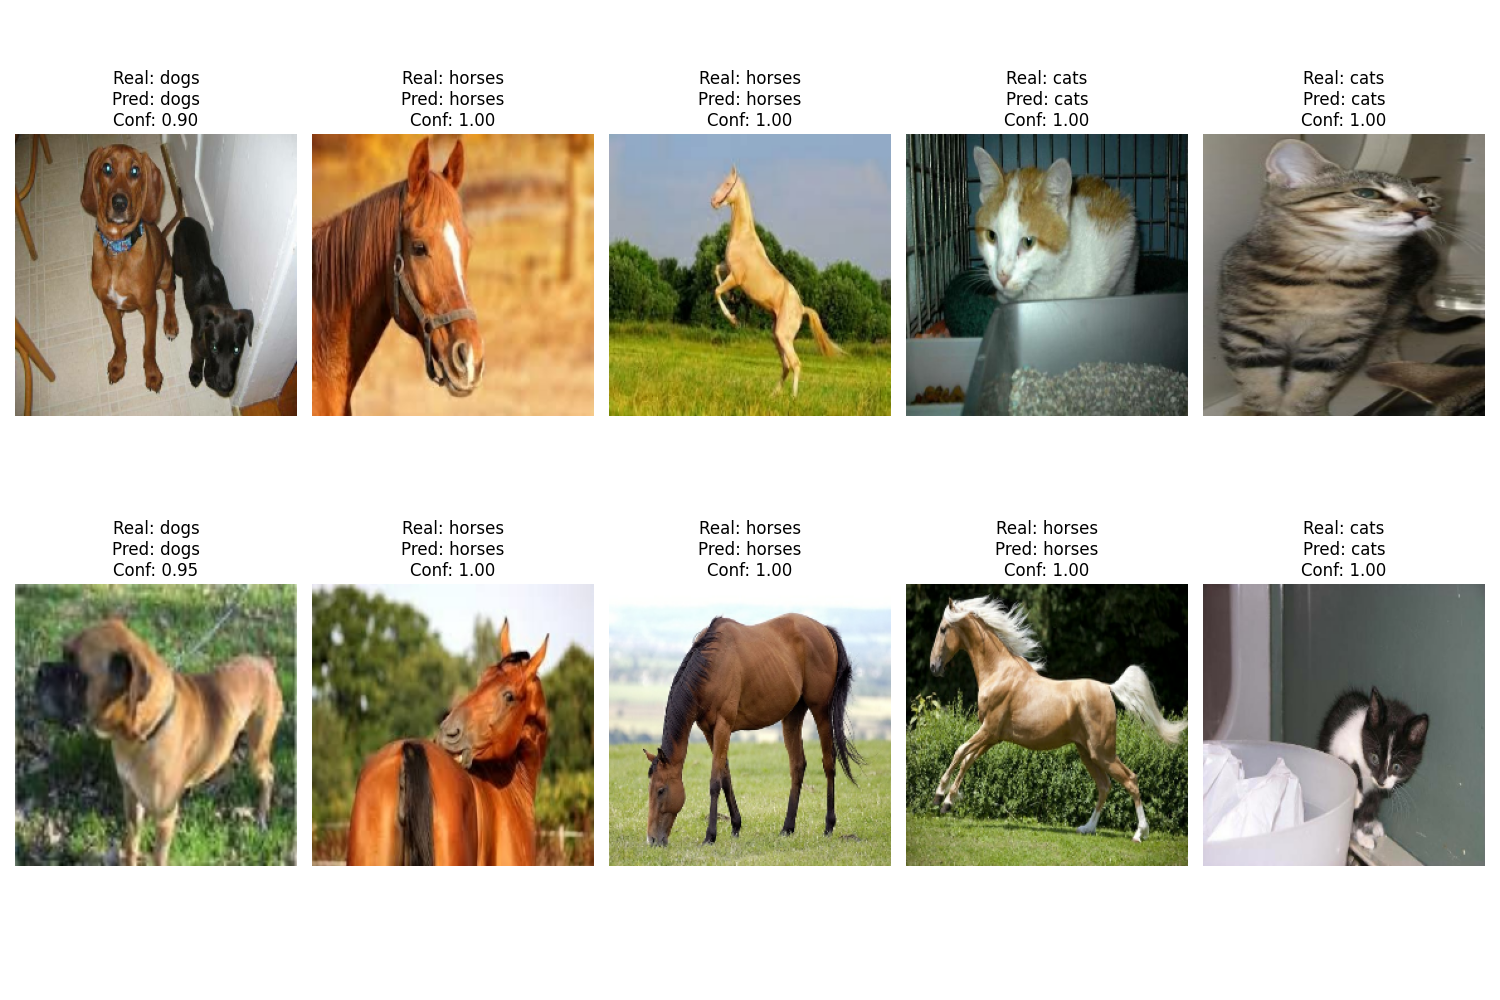 Real: dogs
Pred: dogs
Conf: 0.90
Real: horses
Pred: horses
Conf: 1.00
Real: horses
Pred: horses
Conf: 1.00
Real: cats
Pred: cats
Conf: 1.00
Real: cats
Pred: cats
Conf: 1.00
Real: dogs
Pred: dogs
Conf: 0.95
Real: horses
Pred: horses
Conf: 1.00
Real: horses
Pred: horses
Conf: 1.00
Real: horses
Pred: horses
Conf: 1.00
Real: cats
Pred: cats
Conf: 1.00